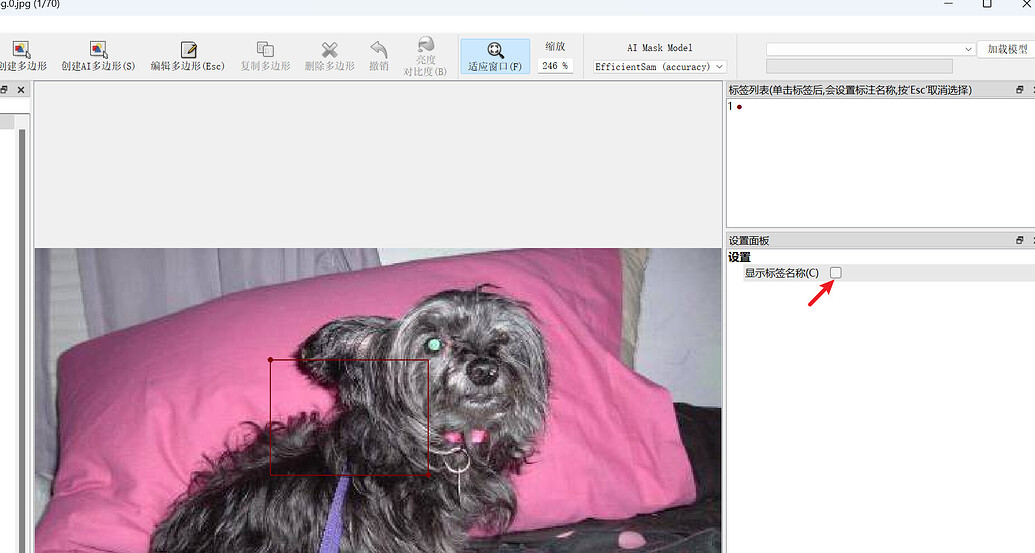 g.0.jpg (1/70)
创建多边形
创建AI多边形(S)
编辑多边形(Esc)
复制多边形
删除多边形
撤销
亮度
对比度(B)
适应窗口(F)
缩放
246 %
AI Mask Model
EfficientSam (accuracy)
加载模型
标签列表(单击标签后,会设置标注名称,按'Esc'取消选择)
1
设置面板
设置
显示标签名称(C)